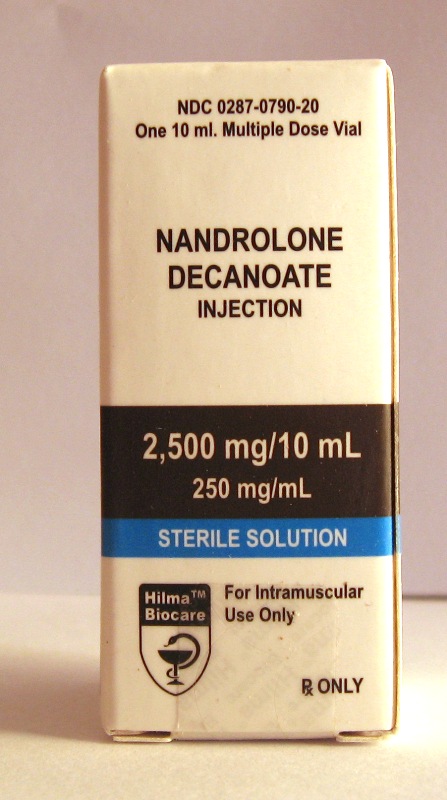 NDC 0287-0790-20
One 10 ml. Multiple Dose Vial
NANDROLONE
DECANOATE
INJECTION
2,500 mg/10 mL
250 mg/mL
STERILE SOLUTION
Hilma™
Biocare
For Intramuscular
Use Only
℞ ONLY